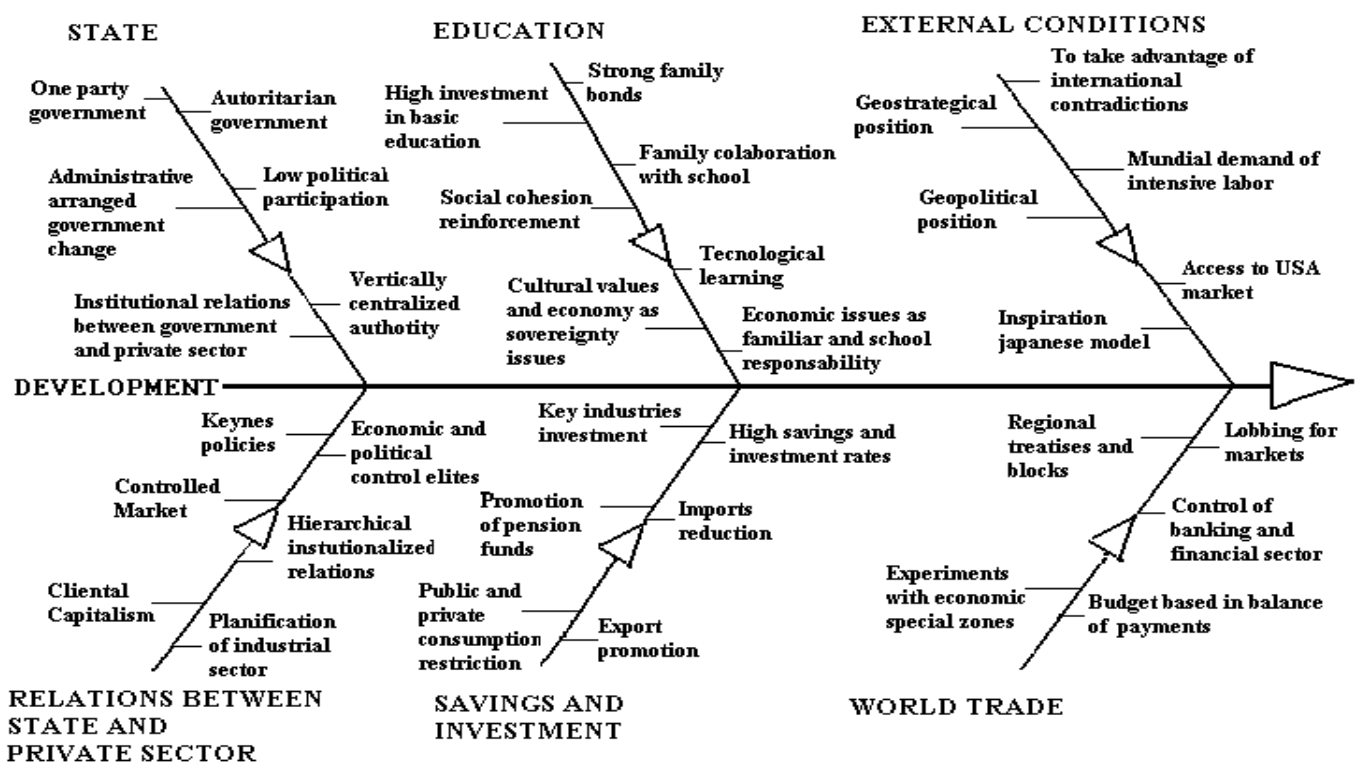 STATE
One party
government
Autoritarian
government
Administrative
arranged
government
change
Low political
participation
Institutional relations
between government
and private sector
Vertically
centralized
authotity
EDUCATION
Strong family
bonds
High investment
in basic
education
Family colaboration
with school
Social cohesion
reinforcement
Tecnological
learning
Cultural values
and economy as
sovereignty
issues
Economic issues as
familiar and school
responsability
EXTERNAL CONDITIONS
To take advantage of
international
contradictions
Geostrategical
position
Mundial demand of
intensive labor
Geopolitical
position
Access to USA
market
Inspiration
japanese model
DEVELOPMENT
Keynes
policies
Economic and
political
control elites
Controlled
Market
Hierarchical
instutionalized
relations
Cliental
Capitalism
Planification
of industrial
sector
RELATIONS BETWEEN
STATE AND
PRIVATE SECTOR
Key industries
investment
High savings and
investment rates
Promotion
of pension
funds
Imports
reduction
Public and
private
consumption
restriction
Export
promotion
SAVINGS AND
INVESTMENT
Regional
treatises and
blocks
Lobbing for
markets
Control of
banking and
financial sector
Experiments
with economic
special zones
Budget based in balance
of payments
WORLD TRADE